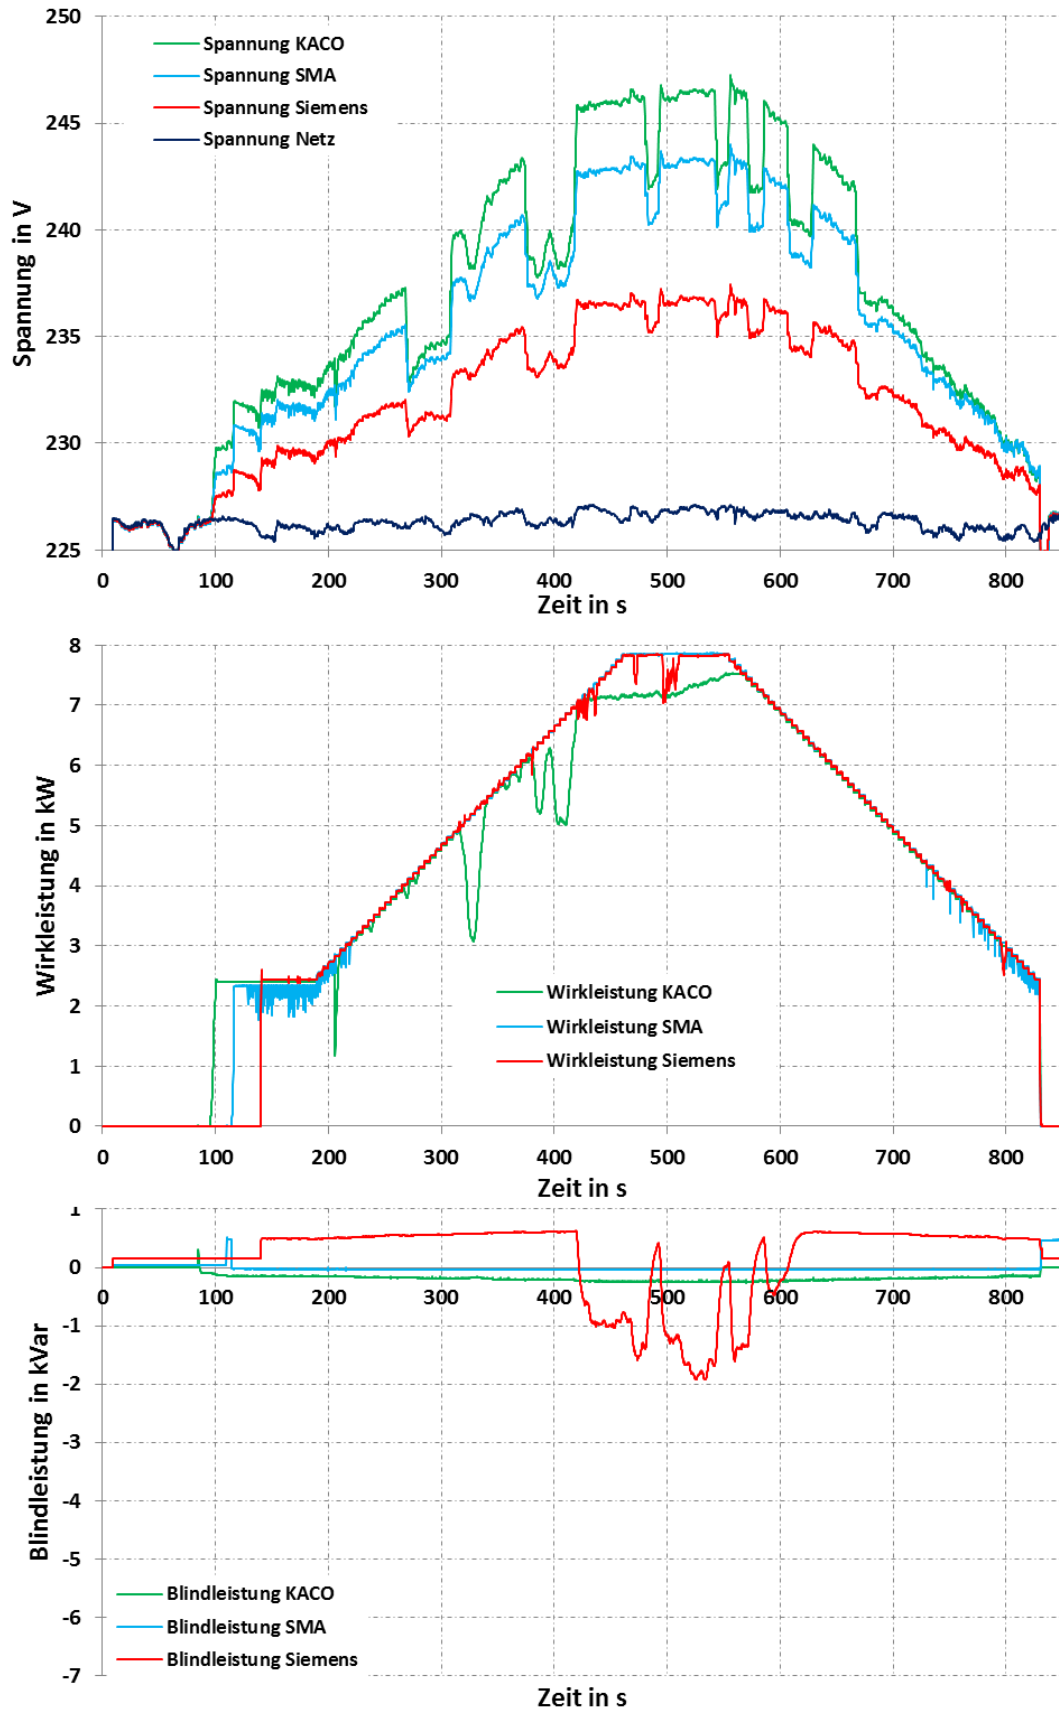 250
Spannung KACO
Spannung SMA
Spannung Siemens
Spannung Netz
245
240
235
230
225
Spannung in V
0 100 200 300 400 500 600 700 800
Zeit in s
8
7
6
5
4
3
2
1
0
Wirkleistung in kW
Wirkleistung KACO
Wirkleistung SMA
Wirkleistung Siemens
0 100 200 300 400 500 600 700 800
Zeit in s
1
0
-1
-2
-3
-4
-5
-6
-7
Blindleistung in kVar
0 100 200 300 400 500 600 700 800
Blindleistung KACO
Blindleistung SMA
Blindleistung Siemens
Zeit in s